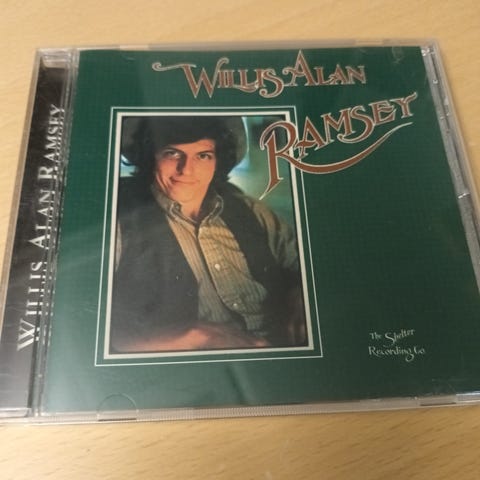 WILLIS ALAN
RAMSEY
WILLIS ALAN RAMSEY
The Shelter
Recording Co